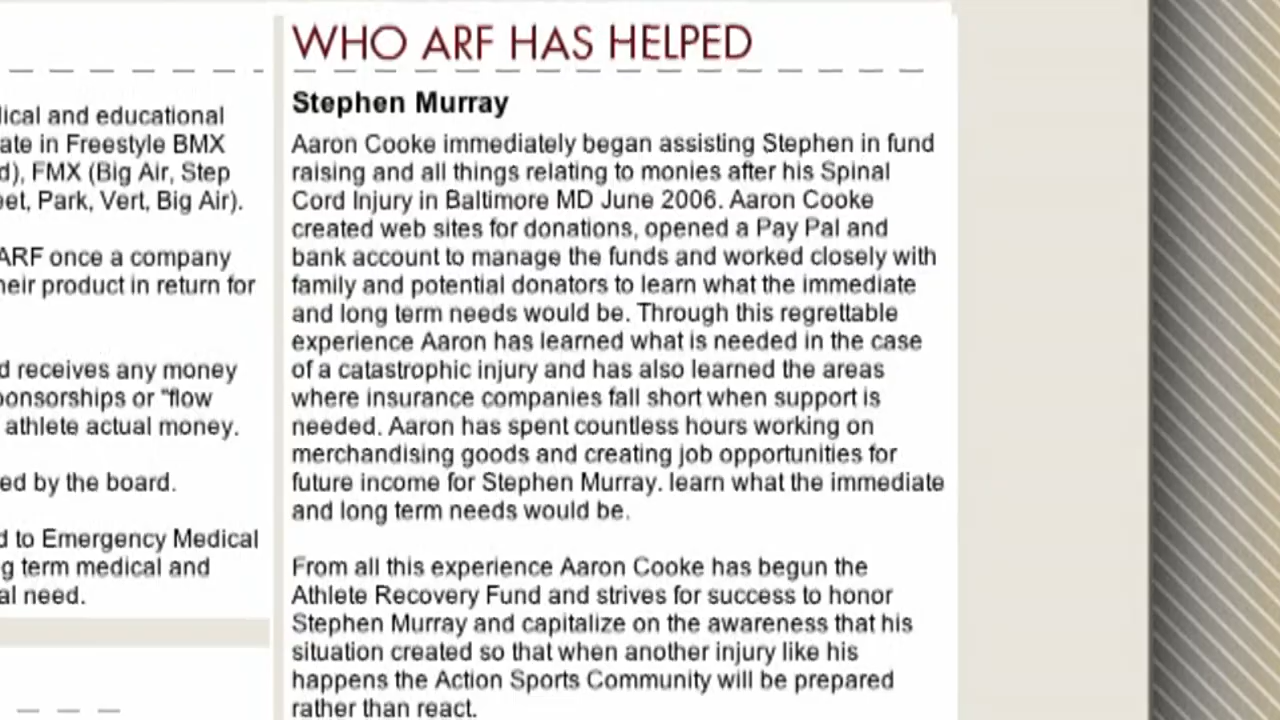 WHO ARF HAS HELPED
Stephen Murray
Aaron Cooke immediately began assisting Stephen in fund
raising and all things relating to monies after his Spinal
Cord Injury in Baltimore MD June 2006. Aaron Cooke
created web sites for donations, opened a Pay Pal and
bank account to manage the funds and worked closely with
family and potential donators to learn what the immediate
and long term needs would be. Through this regrettable
experience Aaron has learned what is needed in the case
of a catastrophic injury and has also learned the areas
where insurance companies fall short when support is
needed. Aaron has spent countless hours working on
merchandising goods and creating job opportunities for
future income for Stephen Murray. learn what the immediate
and long term needs would be.
From all this experience Aaron Cooke has begun the
Athlete Recovery Fund and strives for success to honor
Stephen Murray and capitalize on the awareness that his
situation created so that when another injury like his
happens the Action Sports Community will be prepared
rather than react.
lical and educational
ate in Freestyle BMX
d), FMX (Big Air, Step
eet, Park, Vert, Big Air).
ARF once a company
heir product in return for
d receives any money
ponsorships or "flow
athlete actual money.
ed by the board.
d to Emergency Medical
g term medical and
al need.